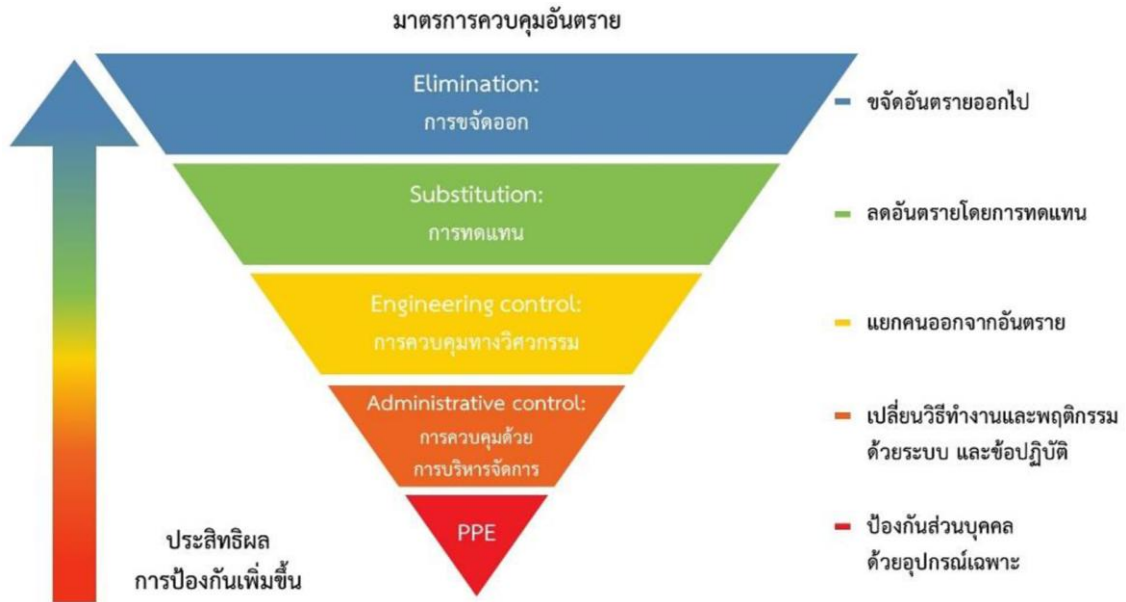 มาตรการควบคุมอันตราย
Elimination:
การขจัดออก
ขจัดอันตรายออกไป
Substitution:
การทดแทน
ลดอันตรายโดยการทดแทน
Engineering control:
การควบคุมทางวิศวกรรม
แยกคนออกจากอันตราย
Administrative control:
การควบคุมด้วย
การบริหารจัดการ
เปลี่ยนวิธีทำงานและพฤติกรรม
ด้วยระบบ และข้อปฏิบัติ
PPE
ป้องกันส่วนบุคคล
ด้วยอุปกรณ์เฉพาะ
ประสิทธิผล
การป้องกันเพิ่มขึ้น